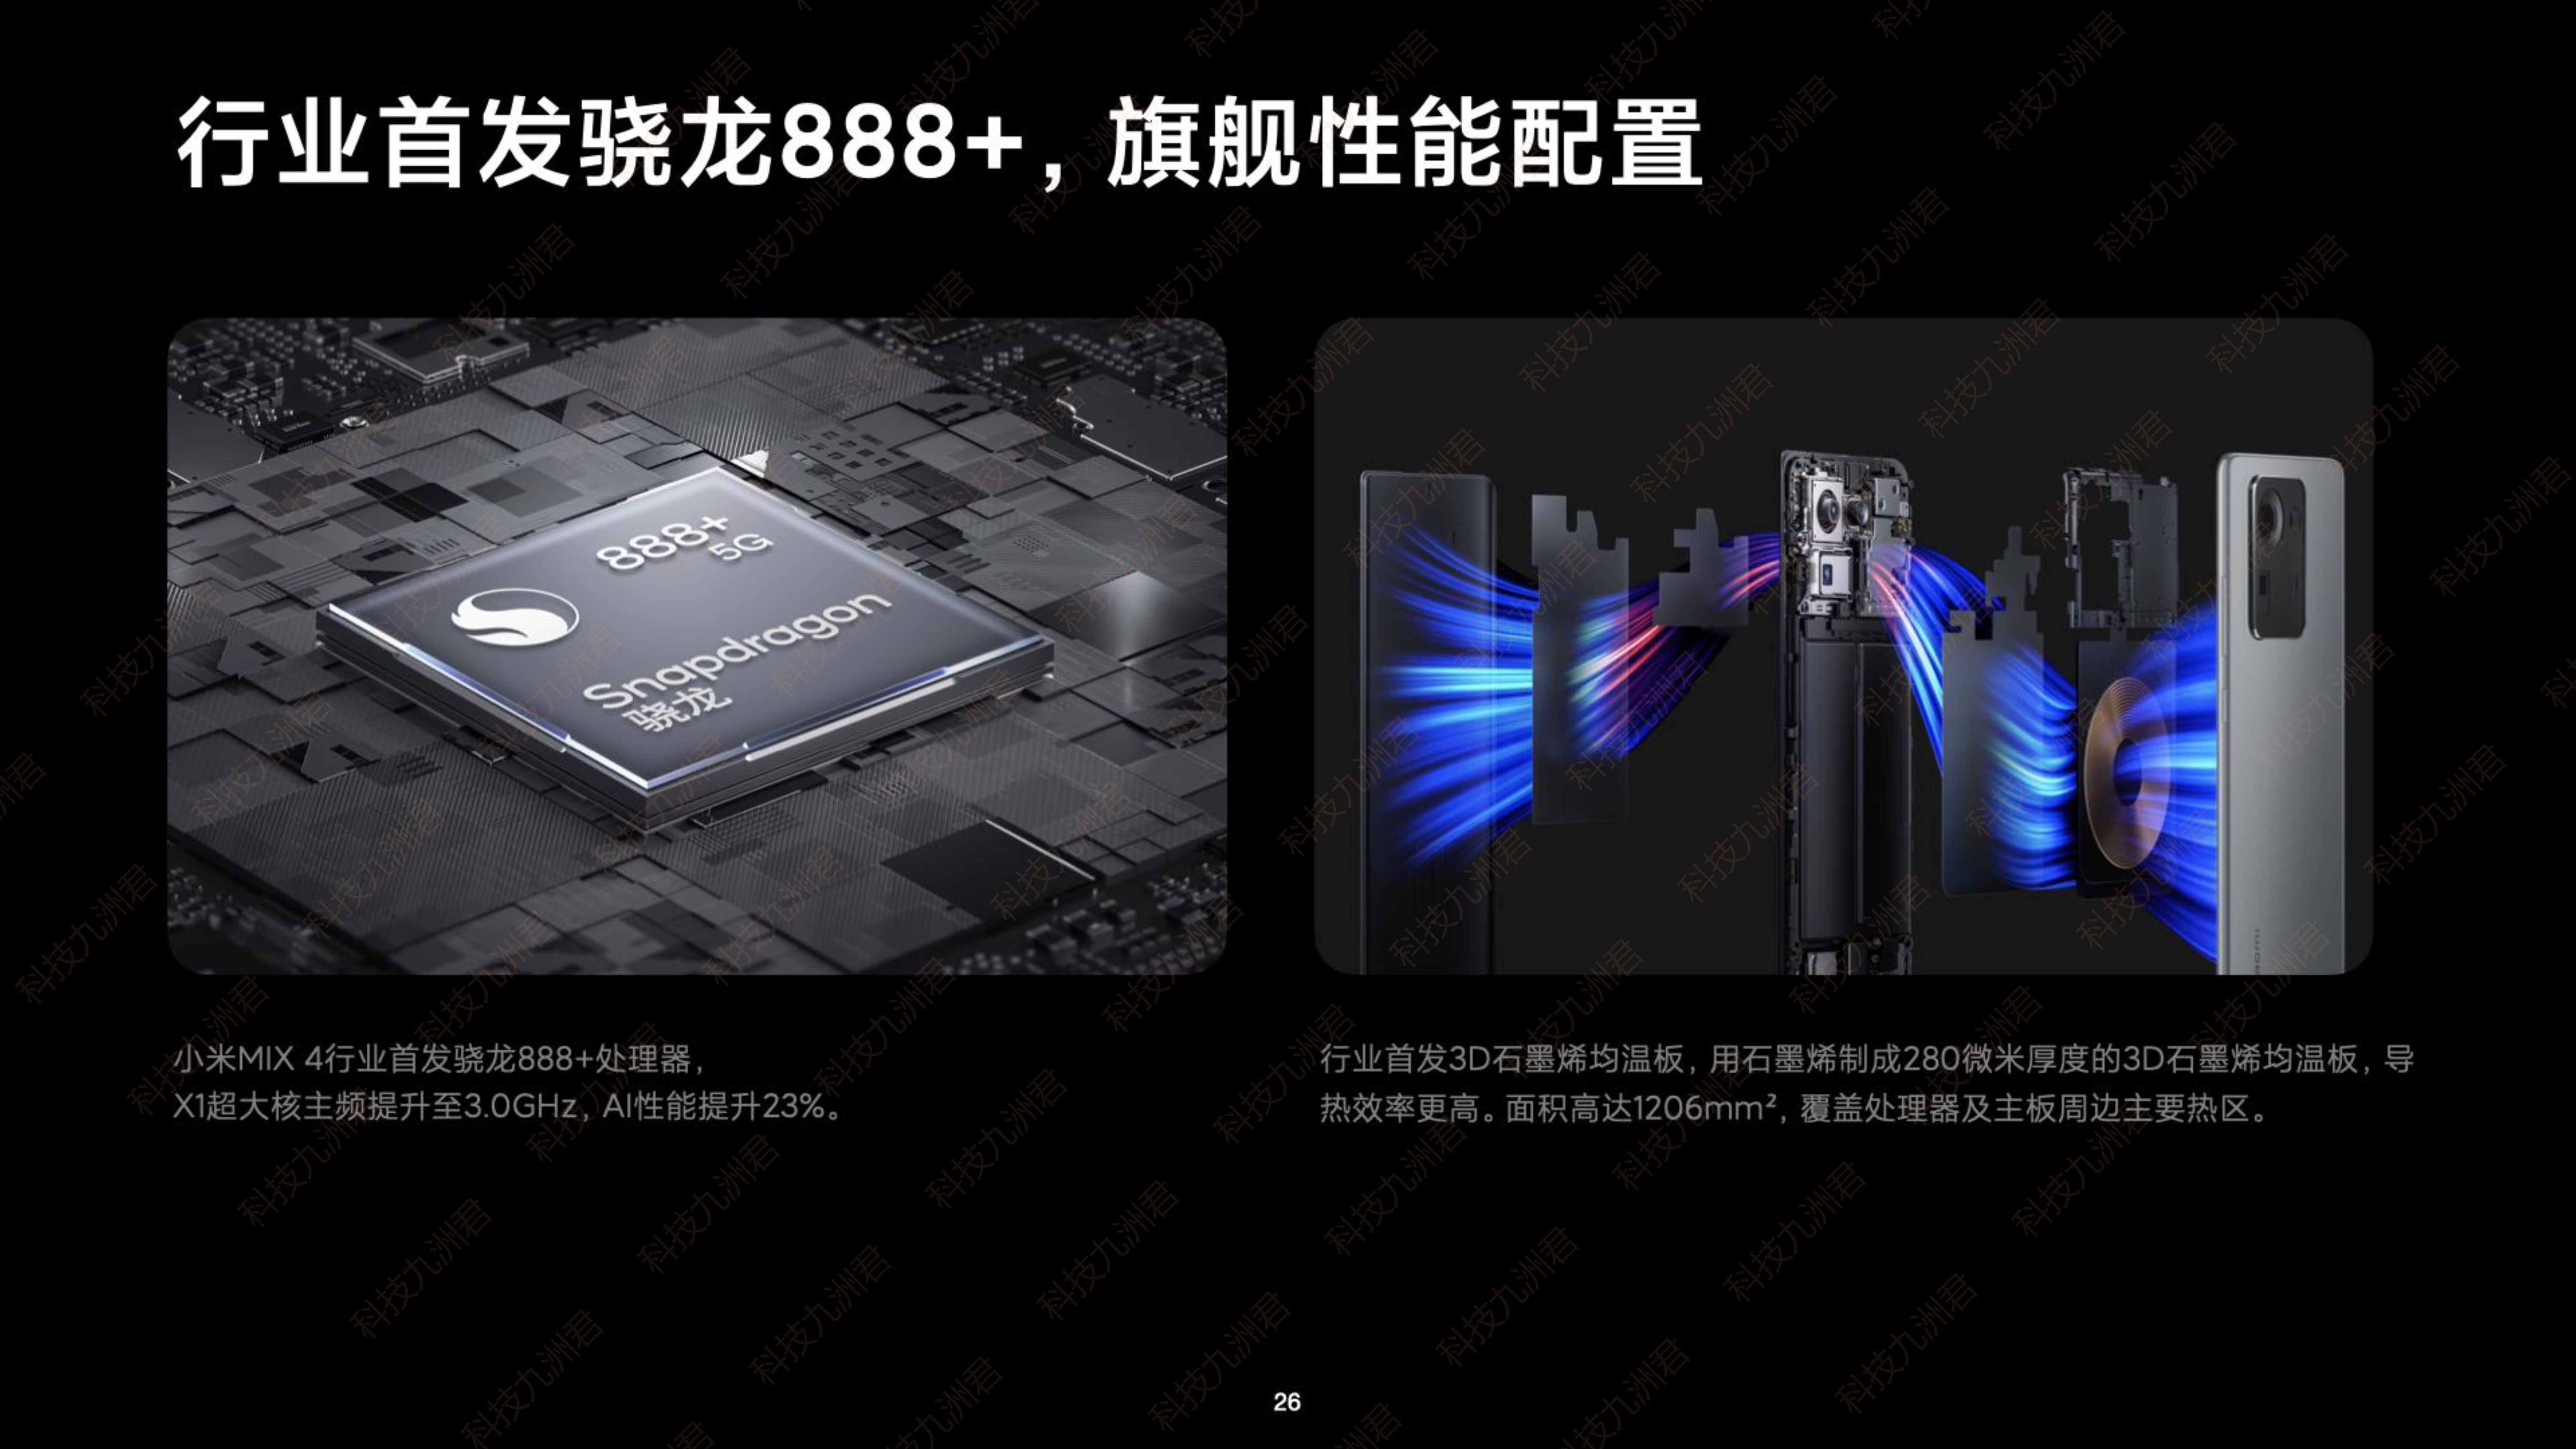 行业首发骁龙888+，旗舰性能配置
888+
5G
Snapdragon
骁龙
小米MIX 4行业首发骁龙888+处理器，
X1超大核主频提升至3.0GHz，AI性能提升23%。
行业首发3D石墨烯均温板，用石墨烯制成280微米厚度的3D石墨烯均温板，导
热效率更高。面积高达1206mm²，覆盖处理器及主板周边主要热区。
26
科技九洲君